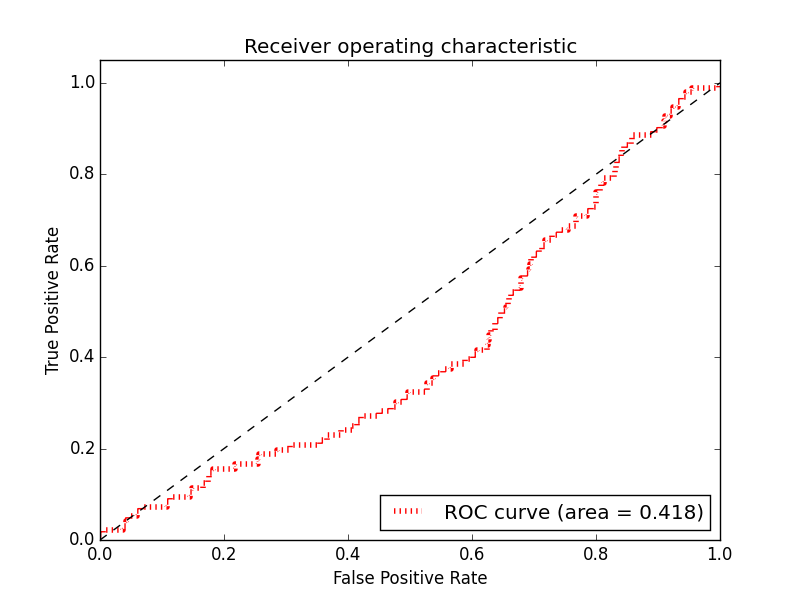 Receiver operating characteristic
True Positive Rate
1.0
0.8
0.6
0.4
0.2
0.0
ROC curve (area = 0.418)
0.0 0.2 0.4 0.6 0.8 1.0
False Positive Rate